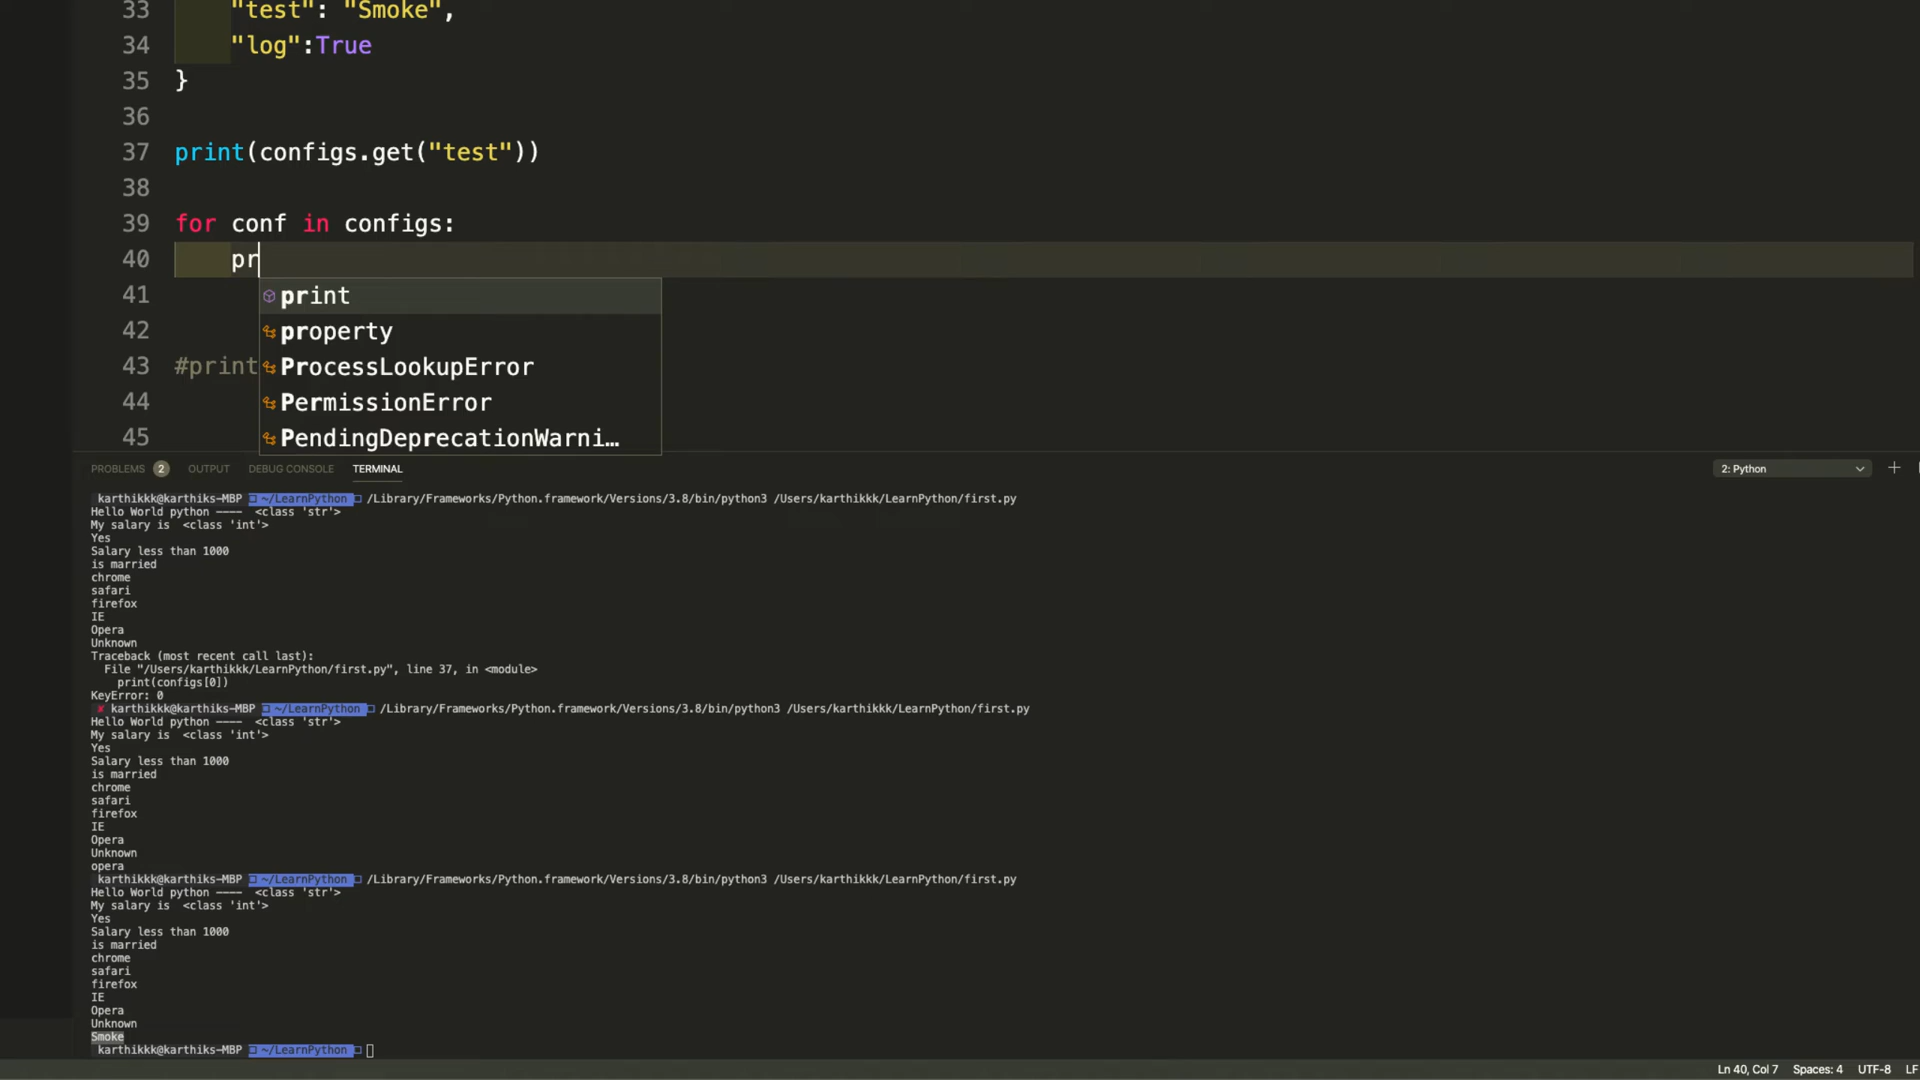 33 "test": "Smoke",
34 "log":True
35 }
36
37 print(configs.get("test"))
38
39 for conf in configs:
40 pr
41 print
42 property
43 #print ProcessLookupError
44 PermissionError
45 PendingDeprecationWarni…
PROBLEMS 2 OUTPUT DEBUG CONSOLE TERMINAL 2: Python
karthikkk@karthiks-MBP ~/LearnPython /Library/Frameworks/Python.framework/Versions/3.8/bin/python3 /Users/karthikkk/LearnPython/first.py
Hello World python ---- <class 'str'>
My salary is <class 'int'>
Yes
Salary less than 1000
is married
chrome
safari
firefox
IE
Opera
Unknown
Traceback (most recent call last):
File "/Users/karthikkk/LearnPython/first.py", line 37, in <module>
print(configs[0])
KeyError: 0
✘ karthikkk@karthiks-MBP ~/LearnPython /Library/Frameworks/Python.framework/Versions/3.8/bin/python3 /Users/karthikkk/LearnPython/first.py
Hello World python ---- <class 'str'>
My salary is <class 'int'>
Yes
Salary less than 1000
is married
chrome
safari
firefox
IE
Opera
Unknown
opera
karthikkk@karthiks-MBP ~/LearnPython /Library/Frameworks/Python.framework/Versions/3.8/bin/python3 /Users/karthikkk/LearnPython/first.py
Hello World python ---- <class 'str'>
My salary is <class 'int'>
Yes
Salary less than 1000
is married
chrome
safari
firefox
IE
Opera
Unknown
Smoke
karthikkk@karthiks-MBP ~/LearnPython
Ln 40, Col 7 Spaces: 4 UTF-8 LF